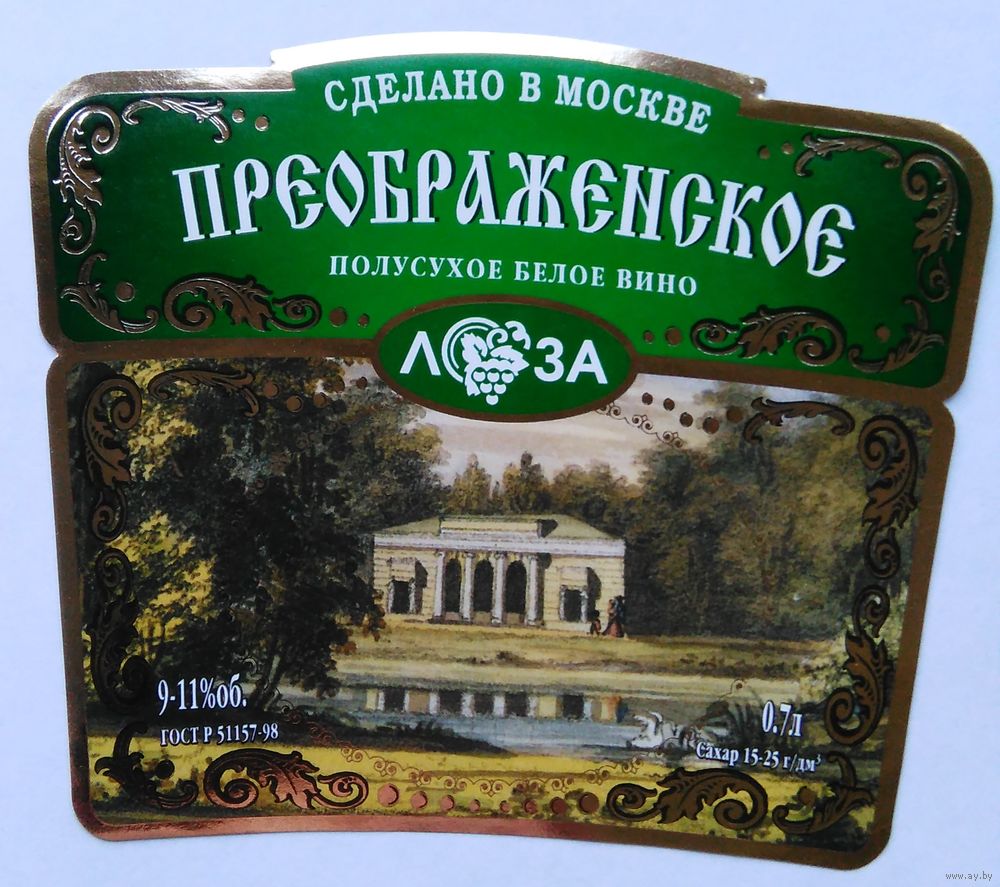 СДЕЛАНО В МОСКВЕ
ПРЕОБРАЖЕНСКОЕ
ПОЛУСУХОЕ БЕЛОЕ ВИНО
ЛОЗА
9-11%об.
ГОСТ Р 51157-98
0.7л
Сахар 15-25 г/дм³
www.ay.by